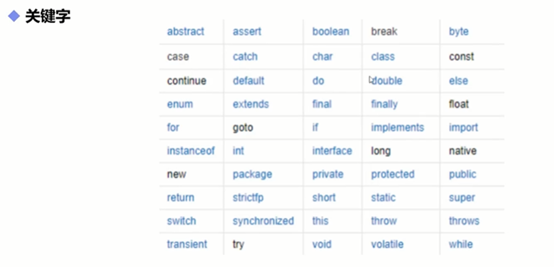 关键字
abstract assert boolean break byte
case catch char class const
continue default do double else
enum extends final finally float
for goto if implements import
instanceof int interface long native
new package private protected public
return strictfp short static super
switch synchronized this throw throws
transient try void volatile while